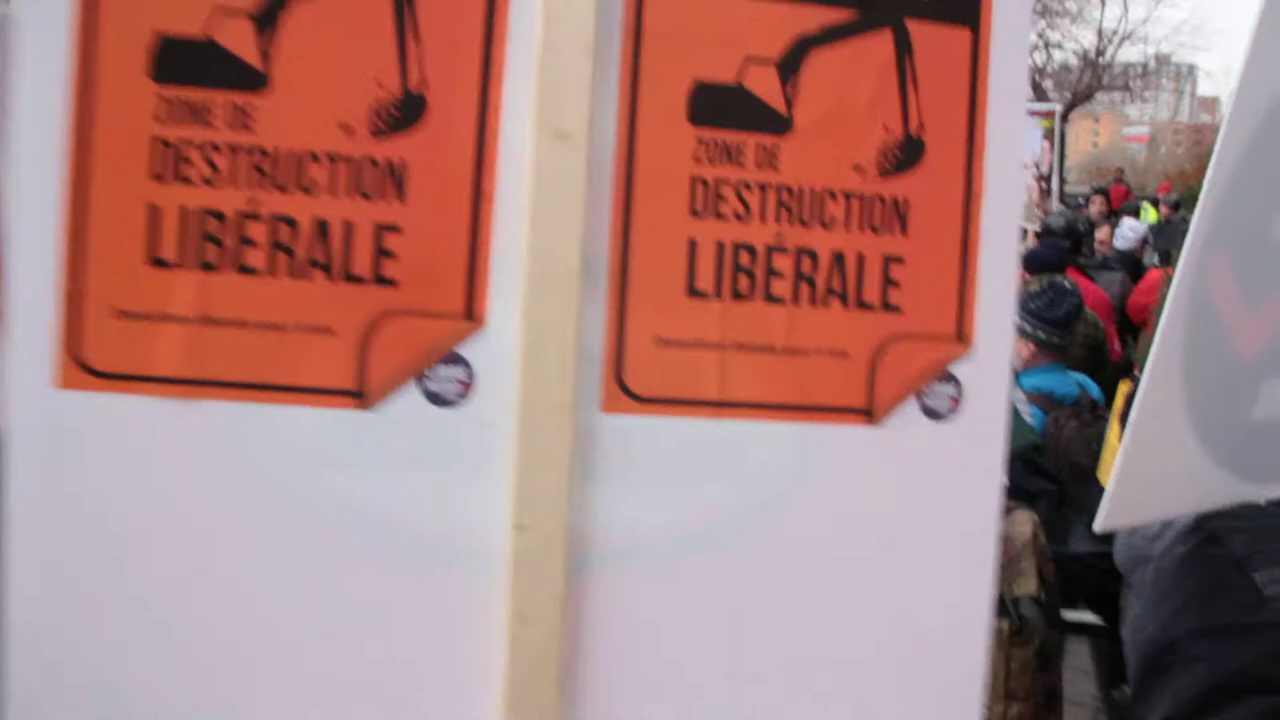 ZONE DE
DESTRUCTION
LIBÉRALE
ZONE DE
DESTRUCTION
LIBÉRALE